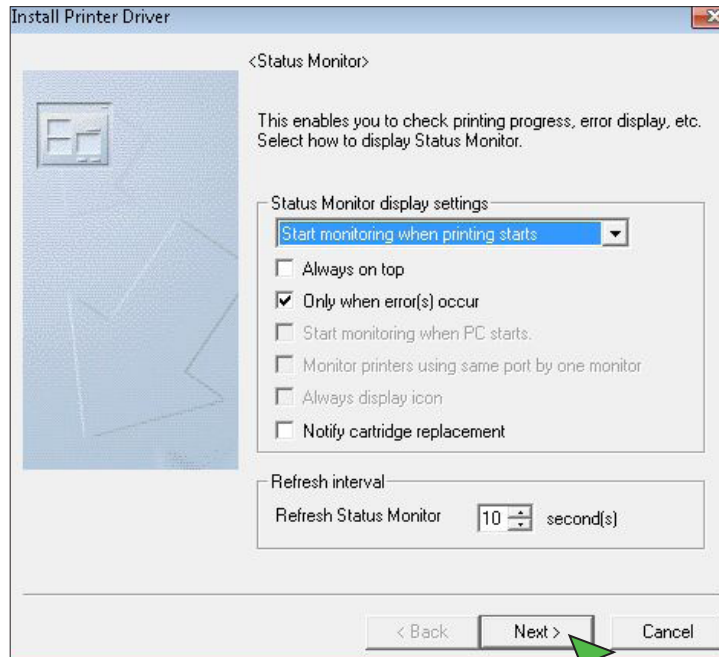 Install Printer Driver
<Status Monitor>
This enables you to check printing progress, error display, etc.
Select how to display Status Monitor.
Status Monitor display settings
Start monitoring when printing starts
Always on top
Only when error(s) occur
Start monitoring when PC starts.
Monitor printers using same port by one monitor
Always display icon
Notify cartridge replacement
Refresh interval
Refresh Status Monitor 10 second(s)
< Back Next > Cancel